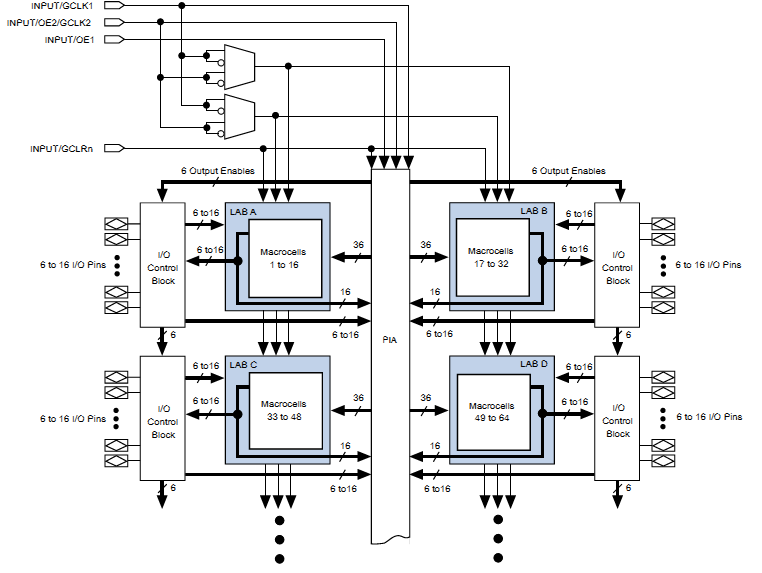 INPUT/GCLK1
INPUT/OE2/GCLK2
INPUT/OE1
INPUT/GCLRn
6 Output Enables
6 Output Enables
LAB A
LAB B
6 to16
6 to16
Macrocells
1 to 16
Macrocells
17 to 32
36
36
6 to16
6 to16
I/O
Control
Block
I/O
Control
Block
6 to 16 I/O Pins
6 to 16 I/O Pins
16
16
6 to16
6 to16
6
6
PIA
LAB C
LAB D
6 to16
6 to16
Macrocells
33 to 48
Macrocells
49 to 64
36
36
6 to16
6 to16
I/O
Control
Block
I/O
Control
Block
6 to 16 I/O Pins
6 to 16 I/O Pins
16
16
6 to16
6 to16
6
6